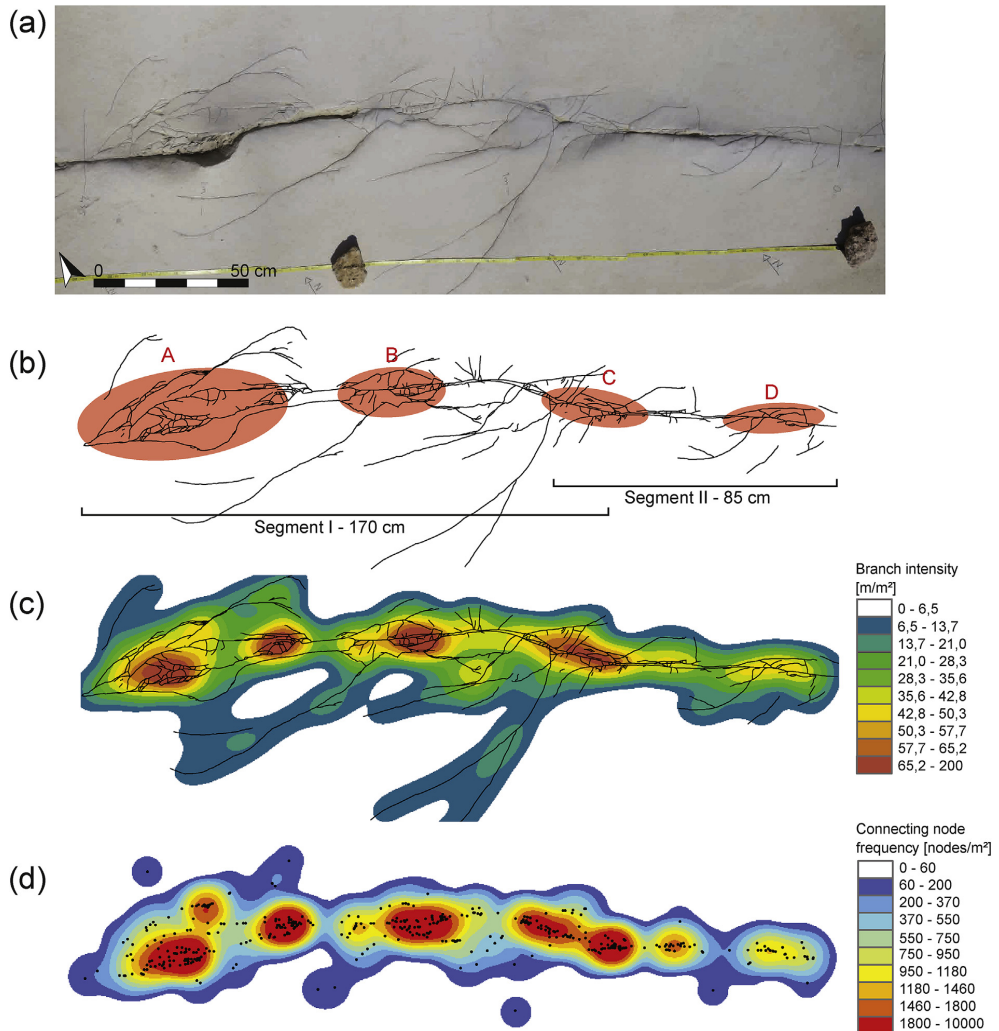 (a)
0
50 cm
(b)
A
B
C
D
Segment II - 85 cm
Segment I - 170 cm
(c)
Branch intensity
[m/m²]
0 - 6,5
6,5 - 13,7
13,7 - 21,0
21,0 - 28,3
28,3 - 35,6
35,6 - 42,8
42,8 - 50,3
50,3 - 57,7
57,7 - 65,2
65,2 - 200
(d)
Connecting node
frequency [nodes/m²]
0 - 60
60 - 200
200 - 370
370 - 550
550 - 750
750 - 950
950 - 1180
1180 - 1460
1460 - 1800
1800 - 10000